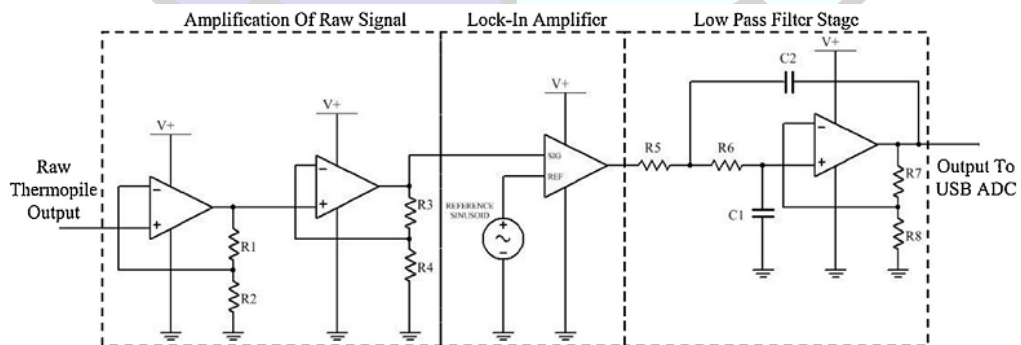 Amplification Of Raw Signal
Lock-In Amplifier
Low Pass Filter Stage
V+
V+
V+
V+
C2
Raw
Thermopile
Output
SIG
REF
REFERENCE
SINUSOID
R1
R2
R3
R4
R5
R6
C1
R7
R8
Output To
USB ADC